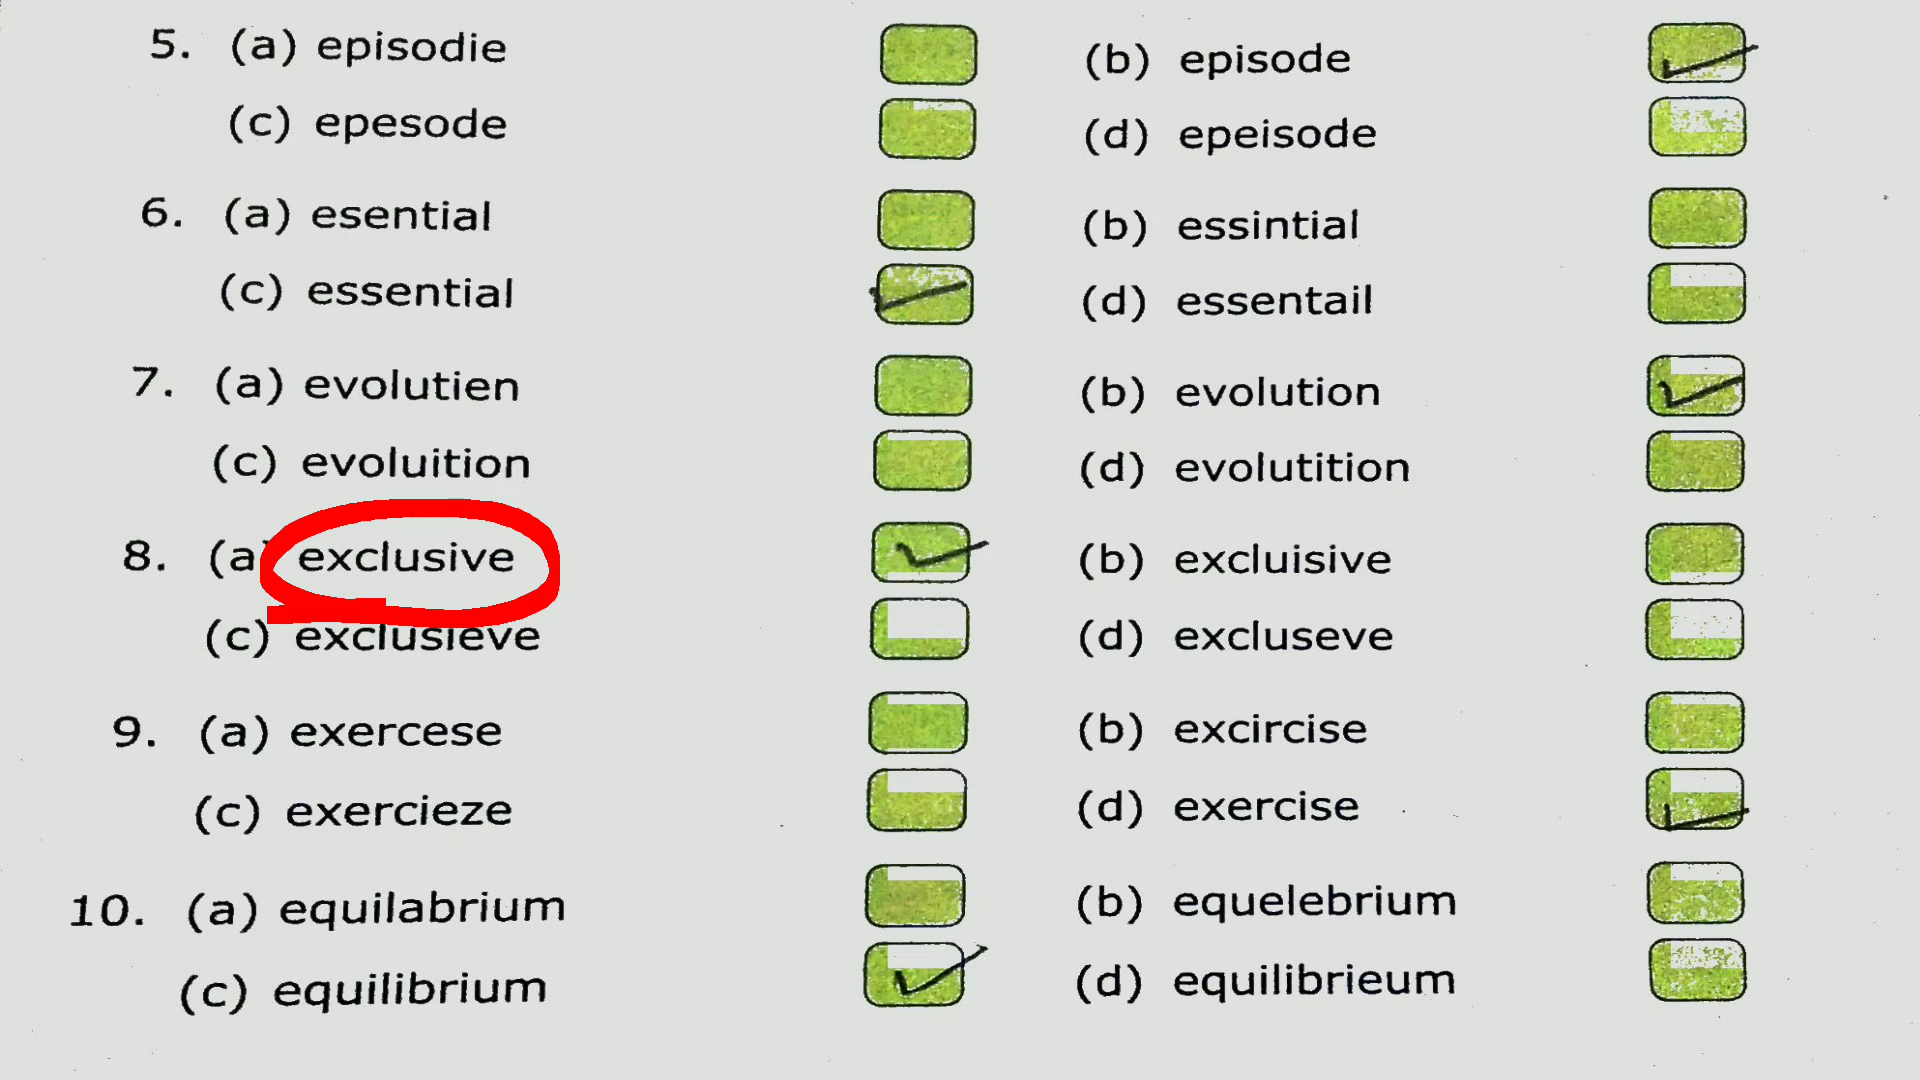 5. (a) episodie (b) episode
(c) epesode (d) epeisode
6. (a) esential (b) essintial
(c) essential (d) essentail
7. (a) evolutien (b) evolution
(c) evoluition (d) evolutition
8. (a) exclusive (b) excluisive
(c) exclusieve (d) excluseve
9. (a) exercese (b) excircise
(c) exercieze (d) exercise
10. (a) equilabrium (b) equelebrium
(c) equilibrium (d) equilibrieum